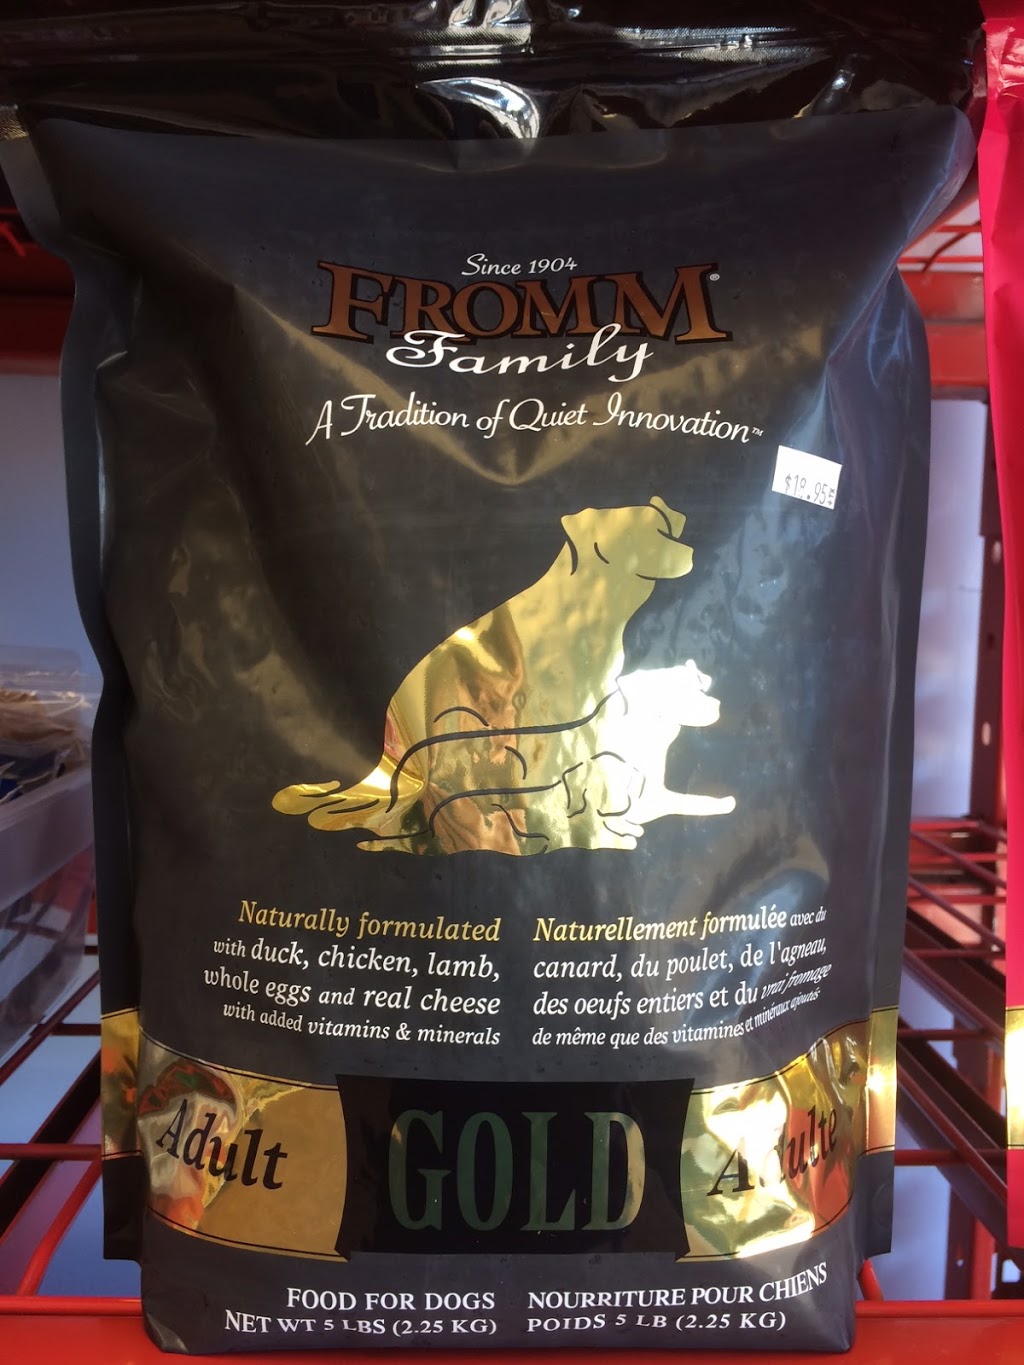 Since 1904
FROMM®
Family
A Tradition of Quiet Innovation™
$18.95
Naturally formulated
with duck, chicken, lamb,
whole eggs and real cheese
with added vitamins & minerals
Naturellement formulée avec du
canard, du poulet, de l'agneau,
des oeufs entiers et du vrai fromage
de même que des vitamines et minéraux ajoutés
Adult
GOLD
Adulte
FOOD FOR DOGS
NET WT 5 LBS (2.25 KG)
NOURRITURE POUR CHIENS
POIDS 5 LB (2.25 KG)